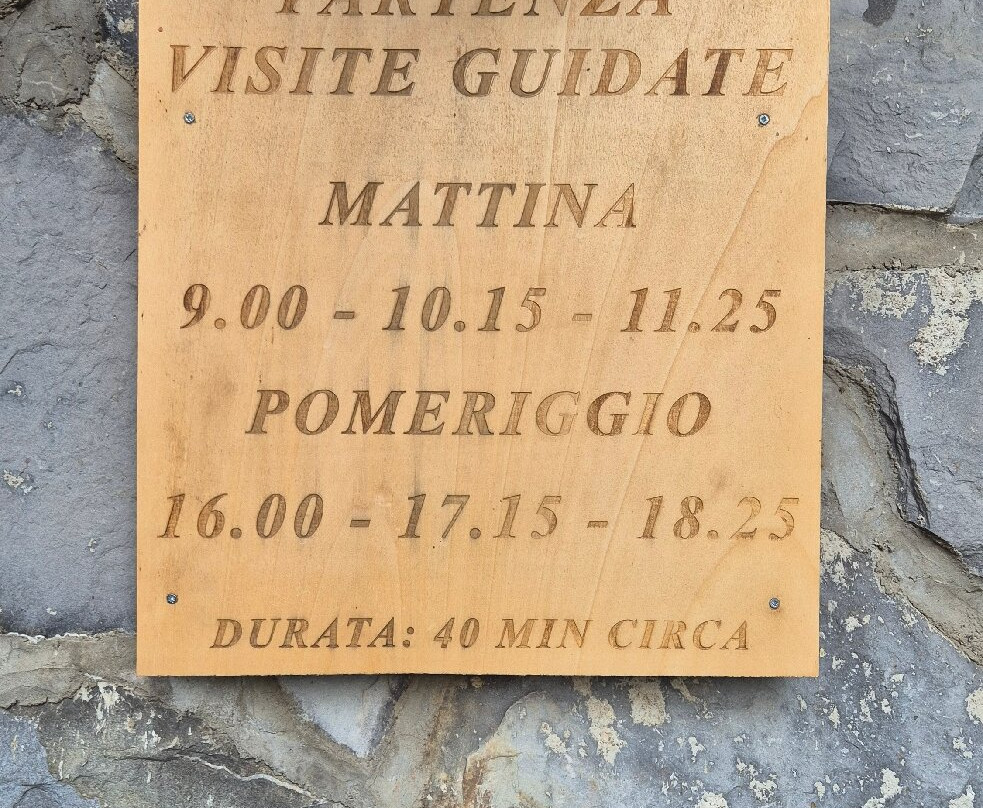 PARTENZA
VISITE GUIDATE
MATTINA
9.00 - 10.15 - 11.25
POMERIGGIO
16.00 - 17.15 - 18.25
DURATA: 40 MIN CIRCA